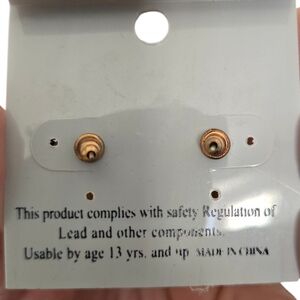 This product complies with safety Regulation of
Lead and other components.
Usable by age 13 yrs. and up MADE IN CHINA